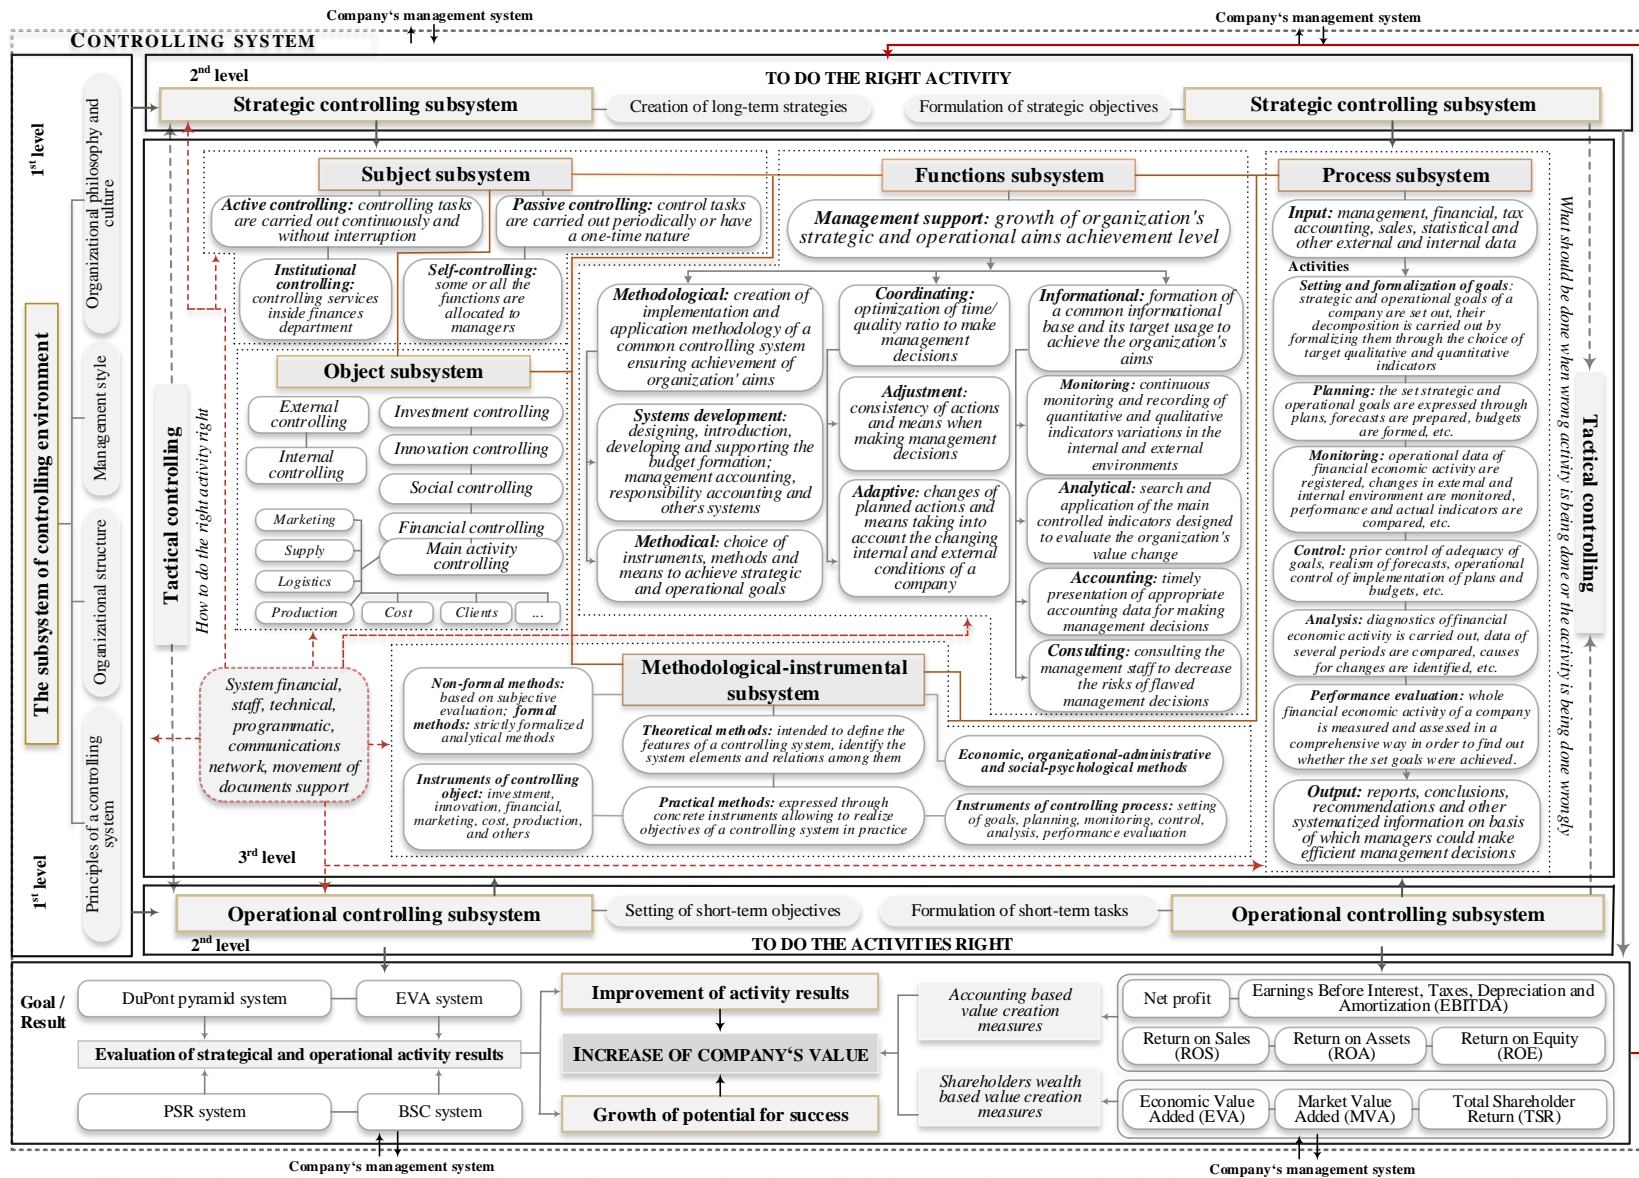 Company‘s management system
Company‘s management system
CONTROLLING SYSTEM
2nd level
TO DO THE RIGHT ACTIVITY
Strategic controlling subsystem
Creation of long-term strategies
Formulation of strategic objectives
Strategic controlling subsystem
1st level
The subsystem of controlling environment
Organizational philosophy and
culture
Management style
Organizational structure
Principles of a controlling
system
1st level
Tactical controlling
How to do the right activity right
Subject subsystem
Active controlling: controlling tasks
are carried out continuously and
without interruption
Passive controlling: control tasks
are carried out periodically or have
a one-time nature
Institutional
controlling:
controlling services
inside finances
department
Self-controlling:
some or all the
functions are
allocated to
managers
Object subsystem
External
controlling
Internal
controlling
Investment controlling
Innovation controlling
Social controlling
Financial controlling
Main activity
controlling
Marketing
Supply
Logistics
Production
Cost
Clients
...
Functions subsystem
Management support: growth of organization's
strategic and operational aims achievement level
Methodological: creation of
implementation and
application methodology of a
common controlling system
ensuring achievement of
organization' aims
Systems development:
designing, introduction,
developing and supporting the
budget formation;
management accounting,
responsibility accounting and
others systems
Methodical: choice of
instruments, methods and
means to achieve strategic
and operational goals
Coordinating:
optimization of time/
quality ratio to make
management
decisions
Adjustment:
consistency of actions
and means when
making management
decisions
Adaptive: changes of
planned actions and
means taking into
account the changing
internal and external
conditions of a
company
Informational: formation of
a common informational
base and its target usage to
achieve the organization's
aims
Monitoring: continuous
monitoring and recording of
quantitative and qualitative
indicators variations in the
internal and external
environments
Analytical: search and
application of the main
controlled indicators designed
to evaluate the organization's
value change
Accounting: timely
presentation of appropriate
accounting data for making
management decisions
Consulting: consulting the
management staff to decrease
the risks of flawed
management decisions
Process subsystem
Input: management, financial, tax
accounting, sales, statistical and
other external and internal data
Activities
Setting and formalization of goals:
strategic and operational goals of a
company are set out, their
decomposition is carried out by
formalizing them through the choice of
target qualitative and quantitative
indicators
Planning: the set strategic and
operational goals are expressed through
plans, forecasts are prepared, budgets
are formed, etc.
Monitoring: operational data of
financial economic activity are
registered, changes in external and
internal environment are monitored,
performance and actual indicators are
compared, etc.
Control: prior control of adequacy of
goals, realism of forecasts, operational
control of implementation of plans and
budgets, etc.
Analysis: diagnostics of financial
economic activity is carried out, data of
several periods are compared, causes
for changes are identified, etc.
Performance evaluation: whole
financial economic activity of a company
is measured and assessed in a
comprehensive way in order to find out
whether the set goals were achieved.
Output: reports, conclusions,
recommendations and other
systematized information on basis
of which managers could make
efficient management decisions
What should be done when wrong activity is being done or the activity is being done wrongly
Tactical controlling
System financial,
staff, technical,
programmatic,
communications
network, movement of
documents support
Methodological-instrumental
subsystem
Non-formal methods:
based on subjective
evaluation; formal
methods: strictly formalized
analytical methods
Instruments of controlling
object: investment,
innovation, financial,
marketing, cost, production,
and others
Theoretical methods: intended to define the
features of a controlling system, identify the
system elements and relations among them
Practical methods: expressed through
concrete instruments allowing to realize
objectives of a controlling system in practice
Economic, organizational-administrative
and social-psychological methods
Instruments of controlling process: setting
of goals, planning, monitoring, control,
analysis, performance evaluation
3rd level
Operational controlling subsystem
Setting of short-term objectives
Formulation of short-term tasks
Operational controlling subsystem
2nd level
TO DO THE ACTIVITIES RIGHT
Goal /
Result
DuPont pyramid system
EVA system
Evaluation of strategical and operational activity results
PSR system
BSC system
Improvement of activity results
INCREASE OF COMPANY‘S VALUE
Growth of potential for success
Accounting based
value creation
measures
Shareholders wealth
based value creation
measures
Net profit
Earnings Before Interest, Taxes, Depreciation and
Amortization (EBITDA)
Return on Sales
(ROS)
Return on Assets
(ROA)
Return on Equity
(ROE)
Economic Value
Added (EVA)
Market Value
Added (MVA)
Total Shareholder
Return (TSR)
Company‘s management system
Company‘s management system